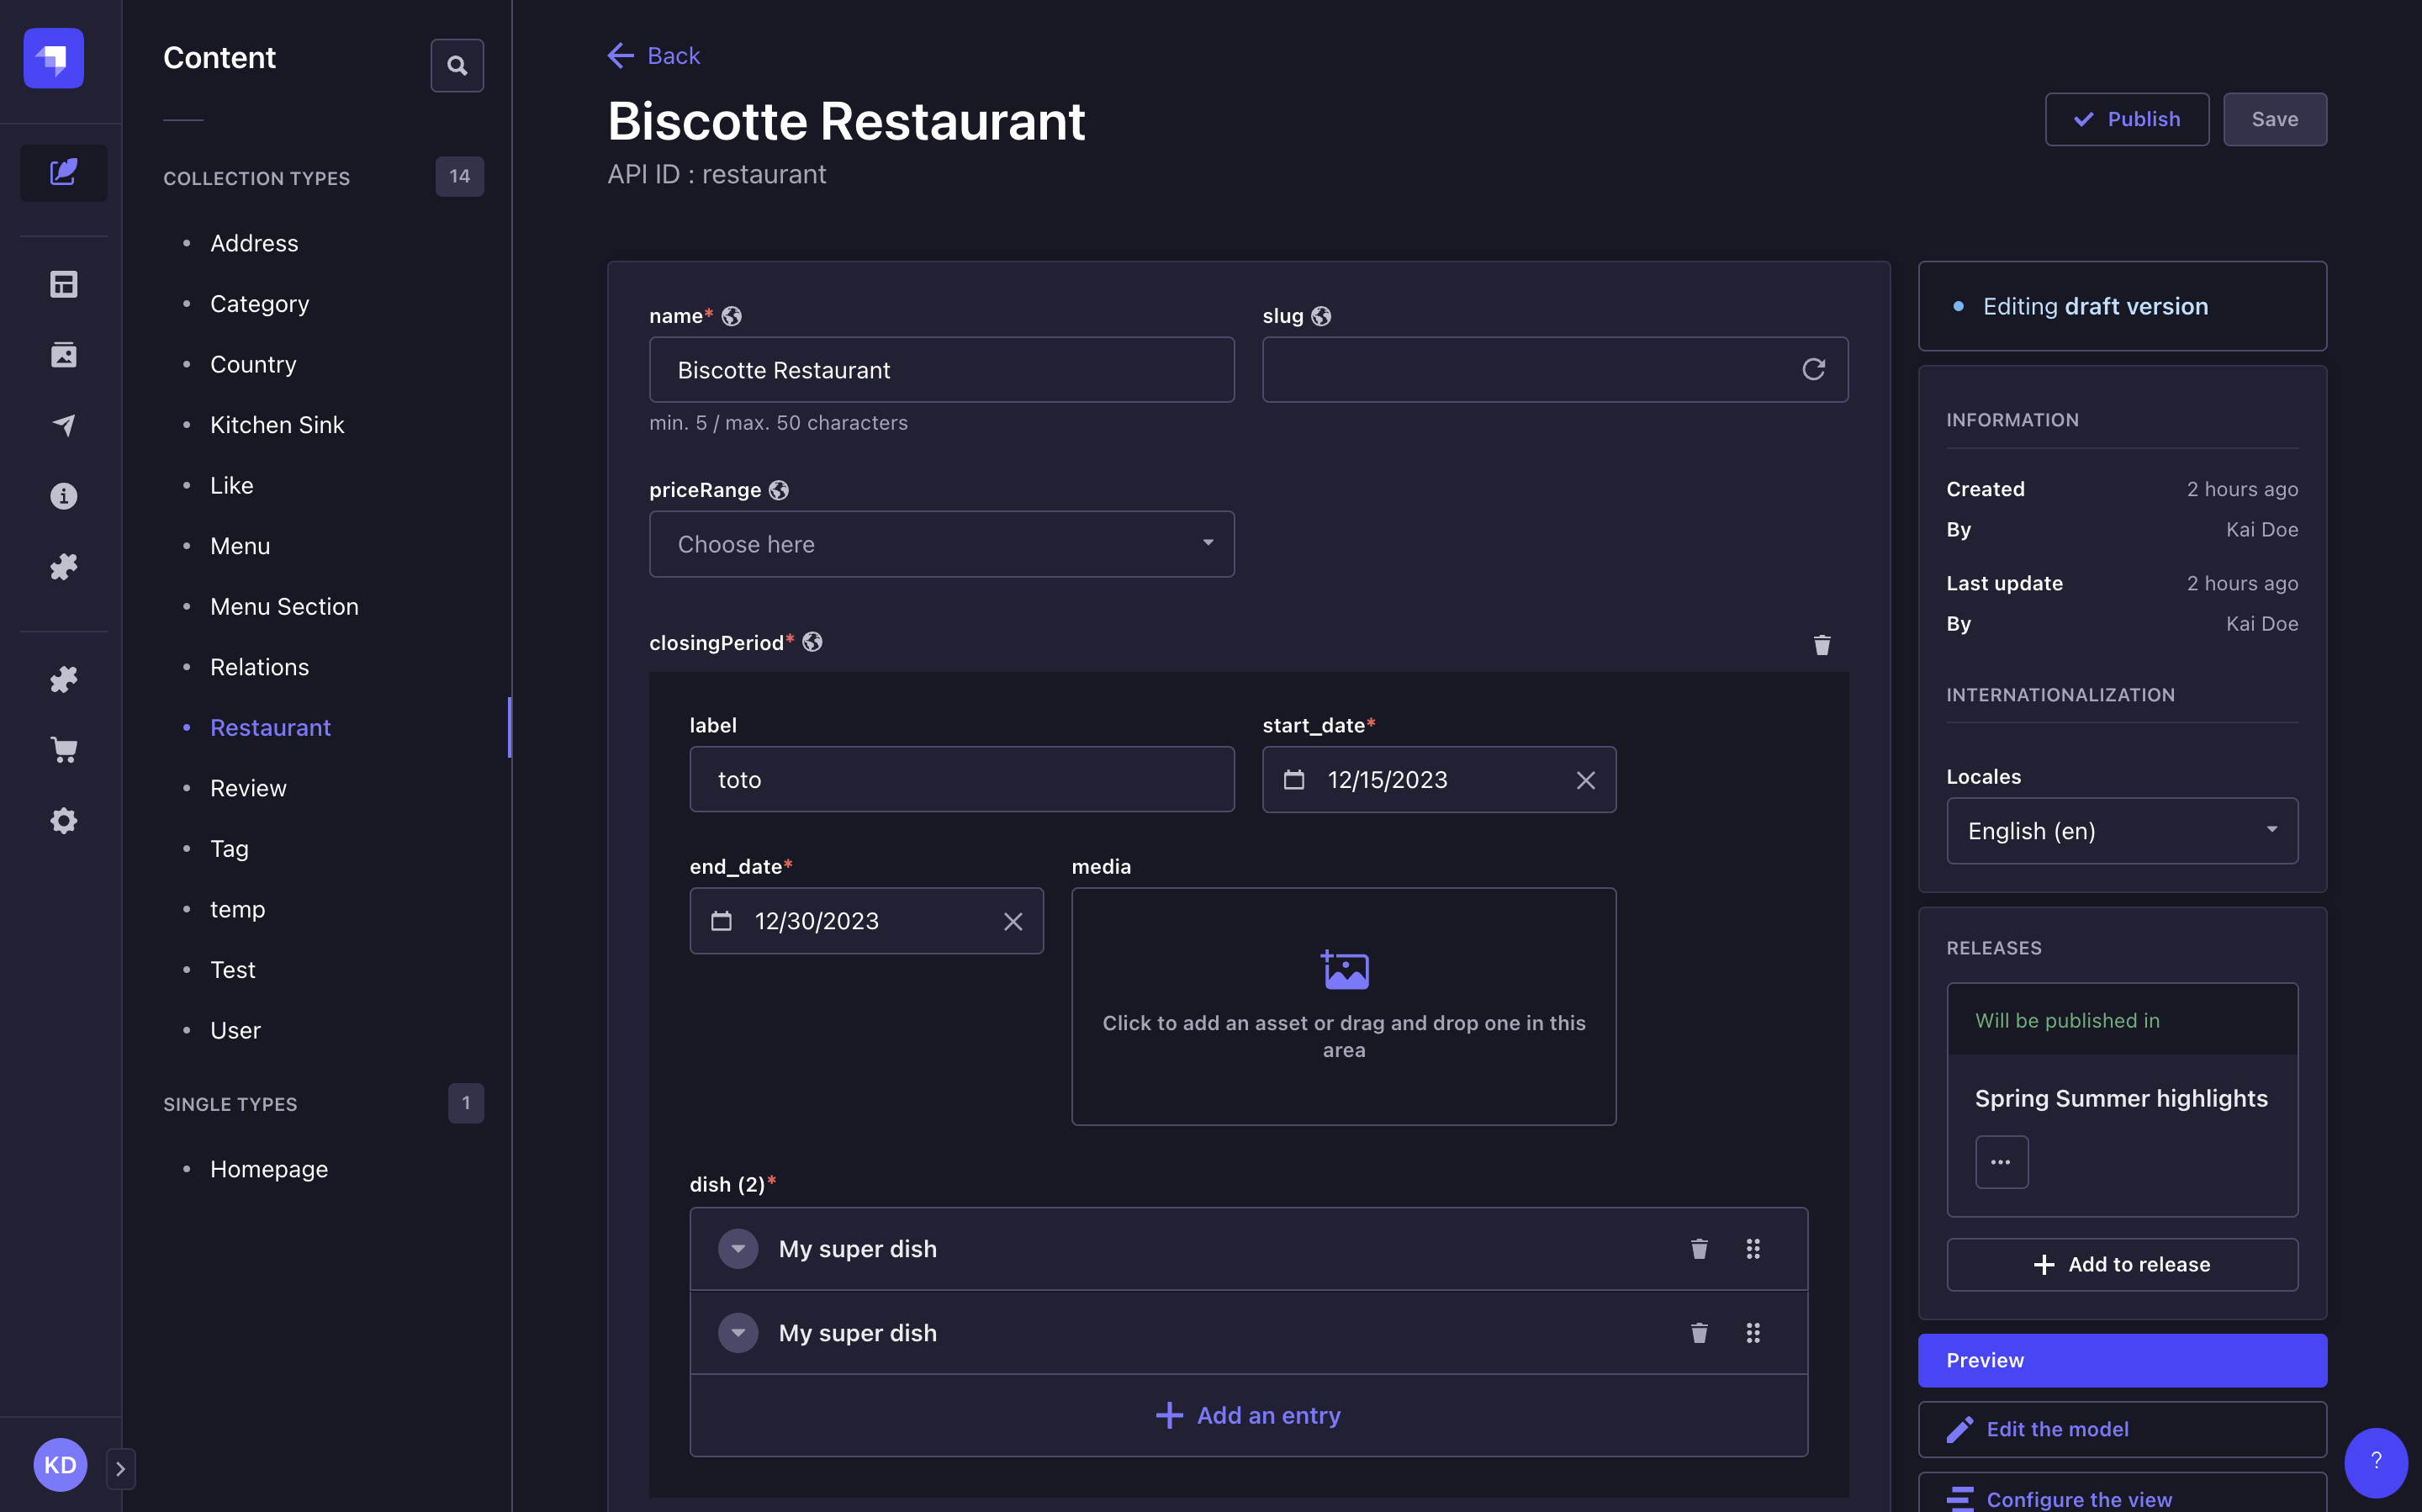 Content
COLLECTION TYPES
14
Address
Category
Country
Kitchen Sink
Like
Menu
Menu Section
Relations
Restaurant
Review
Tag
temp
Test
User
SINGLE TYPES
1
Homepage
KD
Back
Biscotte Restaurant
API ID : restaurant
Publish
Save
name*
Biscotte Restaurant
min. 5 / max. 50 characters
slug
priceRange
Choose here
closingPeriod*
label
toto
start_date*
12/15/2023
end_date*
12/30/2023
media
Click to add an asset or drag and drop one in this
area
dish (2)*
My super dish
My super dish
Add an entry
Editing draft version
INFORMATION
Created 2 hours ago
By Kai Doe
Last update 2 hours ago
By Kai Doe
INTERNATIONALIZATION
Locales
English (en)
RELEASES
Will be published in
Spring Summer highlights
Add to release
Preview
Edit the model
Configure the view
?